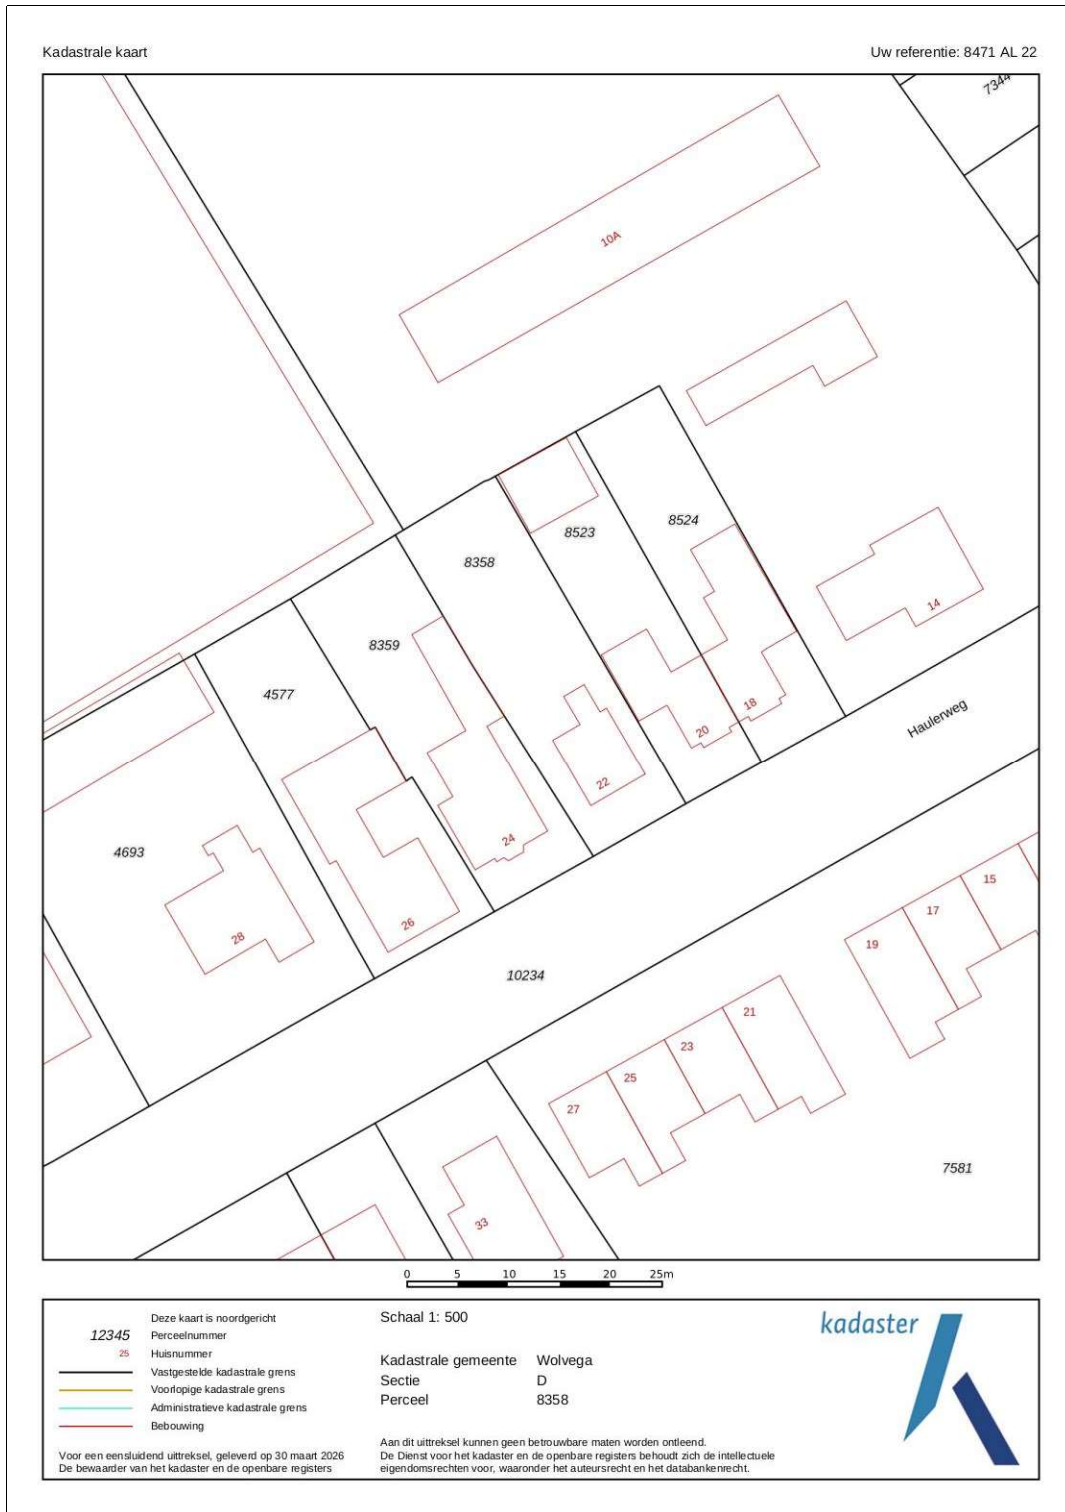 Kadastrale kaart
Uw referentie: 8471 AL 22
7344
10A
8524
8523
8358
14
8359
4577
18
Haulerweg
20
22
24
4693
15
17
26
28
19
10234
21
23
25
27
7581
33
0 5 10 15 20 25m
Deze kaart is noordgericht
12345 Perceelnummer
25 Huisnummer
Vastgestelde kadastrale grens
Voorlopige kadastrale grens
Administratieve kadastrale grens
Bebouwing
Voor een eensluidend uittreksel, geleverd op 30 maart 2026
De bewaarder van het kadaster en de openbare registers
Schaal 1: 500
Kadastrale gemeente Wolvega
Sectie D
Perceel 8358
Aan dit uittreksel kunnen geen betrouwbare maten worden ontleend.
De Dienst voor het kadaster en de openbare registers behoudt zich de intellectuele
eigendomsrechten voor, waaronder het auteursrecht en het databankenrecht.
kadaster